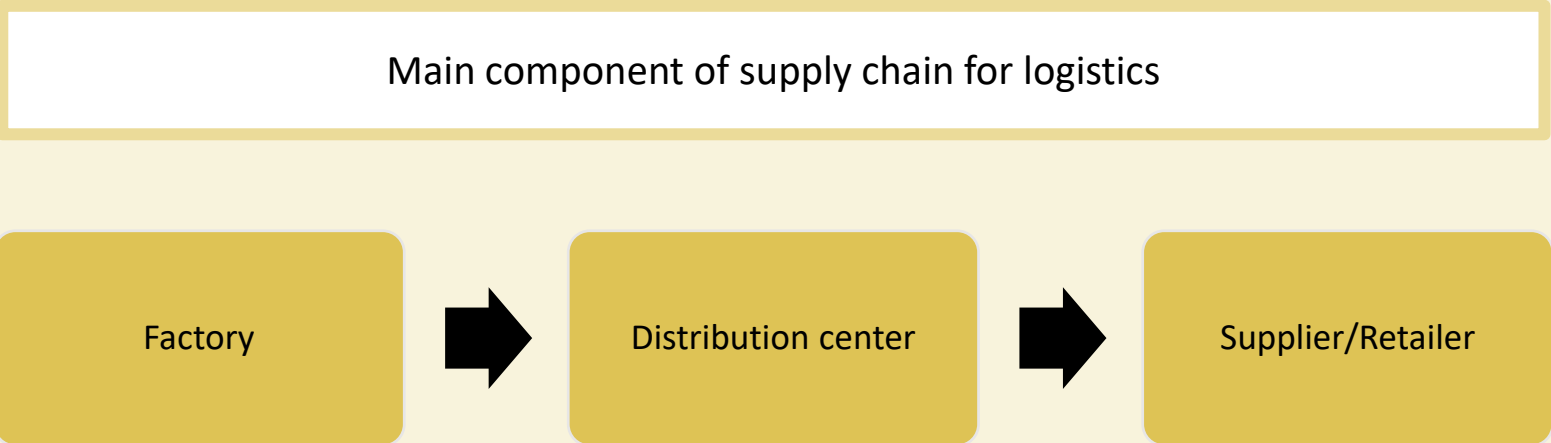 Main component of supply chain for logistics
Factory
Distribution center
Supplier/Retailer